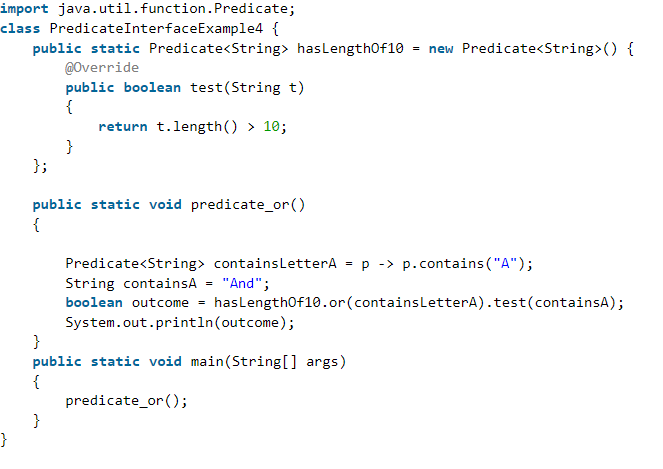 import java.util.function.Predicate;
class PredicateInterfaceExample4 {
    public static Predicate<String> hasLengthOf10 = new Predicate<String>() {
        @Override
        public boolean test(String t)
        {
            return t.length() > 10;
        }
    };

    public static void predicate_or()
    {

        Predicate<String> containsLetterA = p -> p.contains("A");
        String containsA = "And";
        boolean outcome = hasLengthOf10.or(containsLetterA).test(containsA);
        System.out.println(outcome);
    }
    public static void main(String[] args)
    {
        predicate_or();
    }
}